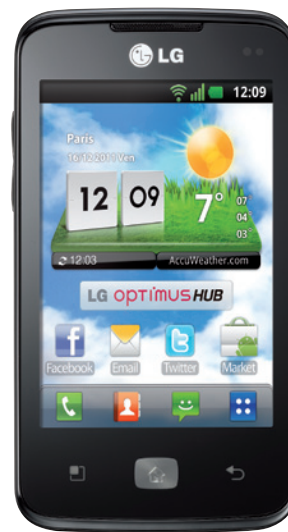 LG
12:09
Paris
16/12 2011 Ven
12 09
7°
07
04
03
12:03
AccuWeather.com
LG OPTIMUS HUB
Facebook Email Twitter Market